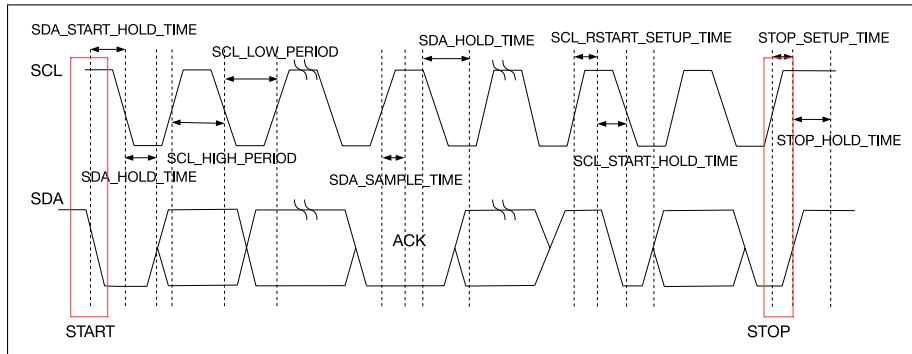 SDA_START_HOLD_TIME
SCL_LOW_PERIOD
SDA_HOLD_TIME
SCL_RSTART_SETUP_TIME
STOP_SETUP_TIME
SCL
SDA_HOLD_TIME
SCL_HIGH_PERIOD
SDA_SAMPLE_TIME
SCL_START_HOLD_TIME
STOP_HOLD_TIME
SDA
ACK
START
STOP